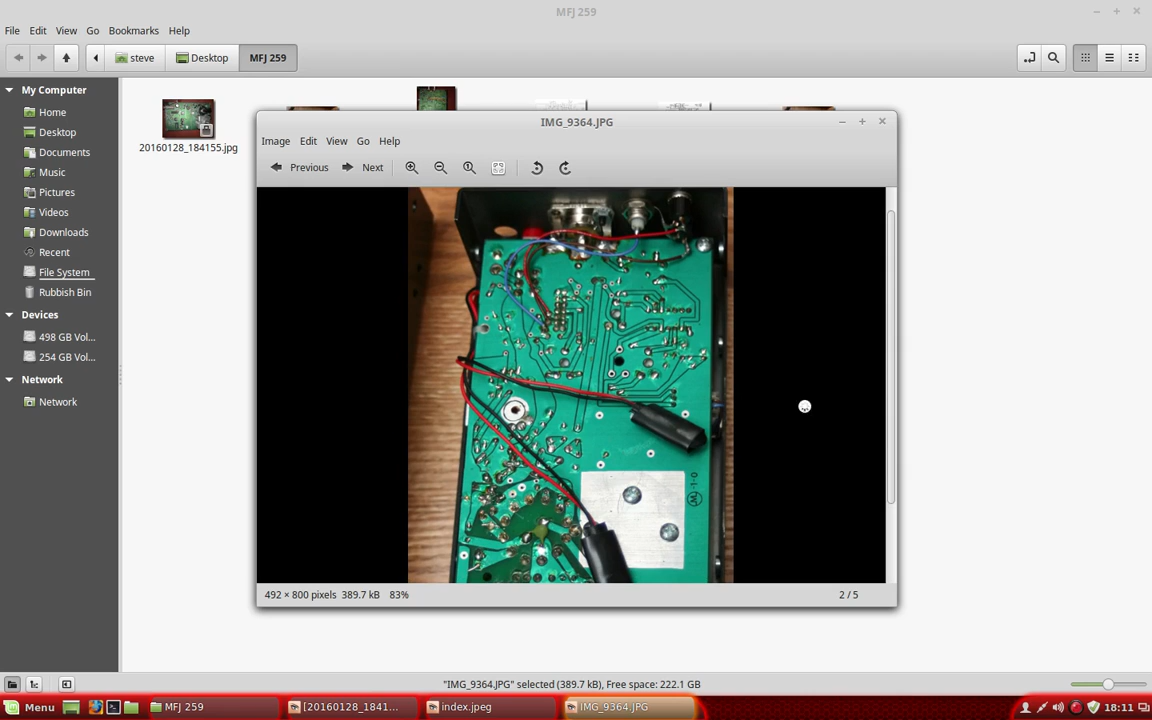 MFJ 259
File Edit View Go Bookmarks Help
steve Desktop MFJ 259
My Computer
Home
Desktop
Documents
Music
Pictures
Videos
Downloads
Recent
File System
Rubbish Bin
Devices
498 GB Vol...
254 GB Vol...
Network
Network
20160128_184155.jpg
IMG_9364.JPG
Image Edit View Go Help
Previous Next
492 × 800 pixels 389.7 kB 83% 2 / 5
"IMG_9364.JPG" selected (389.7 kB), Free space: 222.1 GB
Menu MFJ 259 [20160128_1841... index.jpeg IMG_9364.JPG 18:11